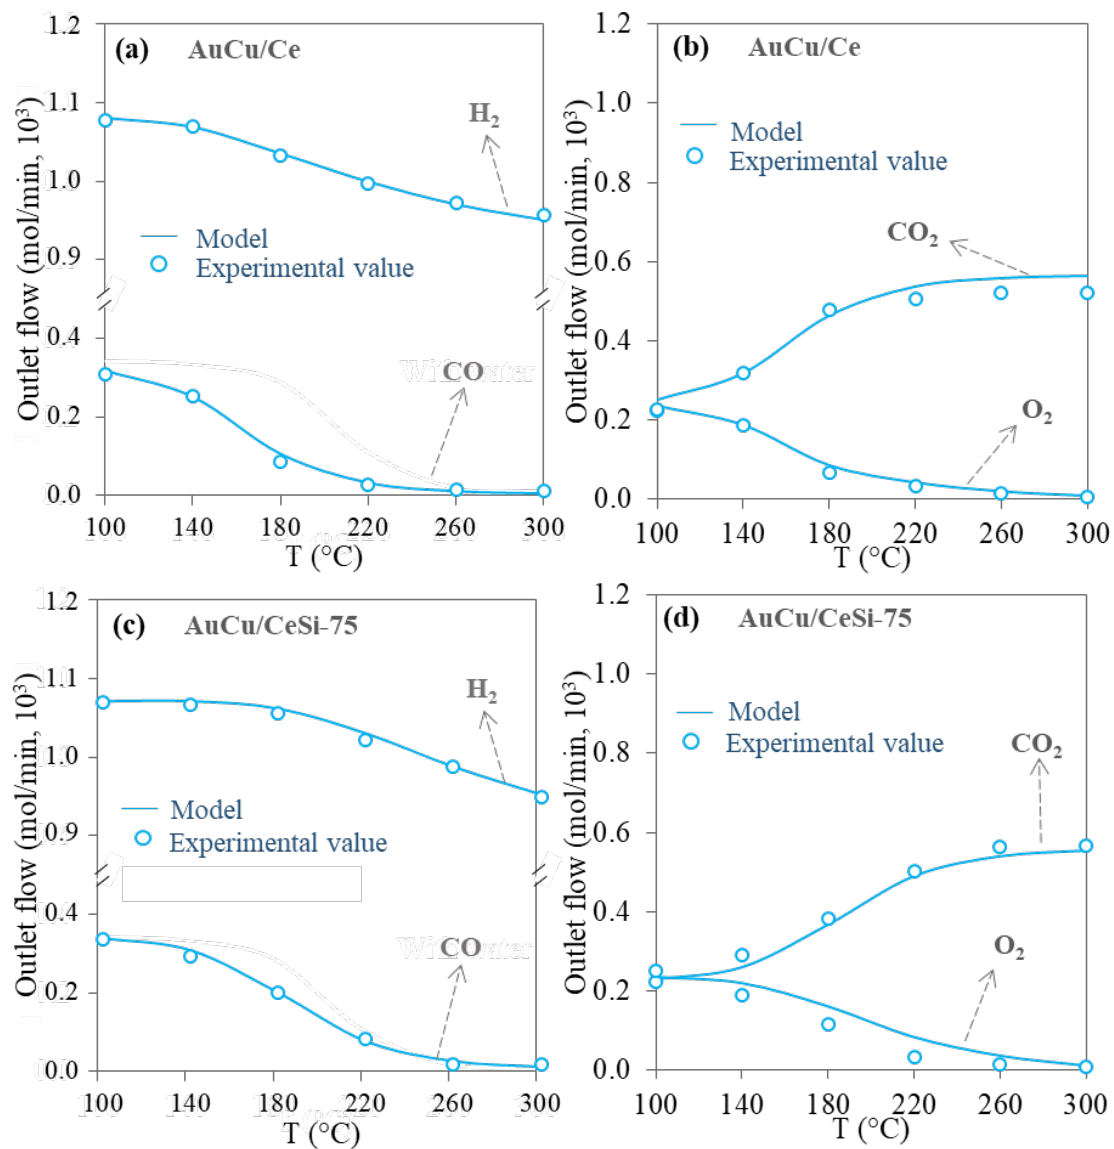 1.2
(a)
AuCu/Ce
1.1
H2
1.0
0.9
Model
Experimental value
0.4
With water
CO
0.2
0.0
100 140 180 220 260 300
T (°C)
Outlet flow (mol/min, 10³)
1.2
(b)
AuCu/Ce
1.0
Model
0.8
Experimental value
0.6
CO2
0.4
O2
0.2
0.0
100 140 180 220 260 300
T (°C)
Outlet flow (mol/min, 10³)
1.2
(c)
AuCu/CeSi-75
1.1
H2
1.0
Model
0.9
Experimental value
0.4
With water
CO
0.2
0.0
100 140 180 220 260 300
T (°C)
Outlet flow (mol/min, 10³)
1.2
(d)
AuCu/CeSi-75
1.0
Model
Experimental value
CO2
0.8
0.6
0.4
O2
0.2
0.0
100 140 180 220 260 300
T (°C)
Outlet flow (mol/min, 10³)